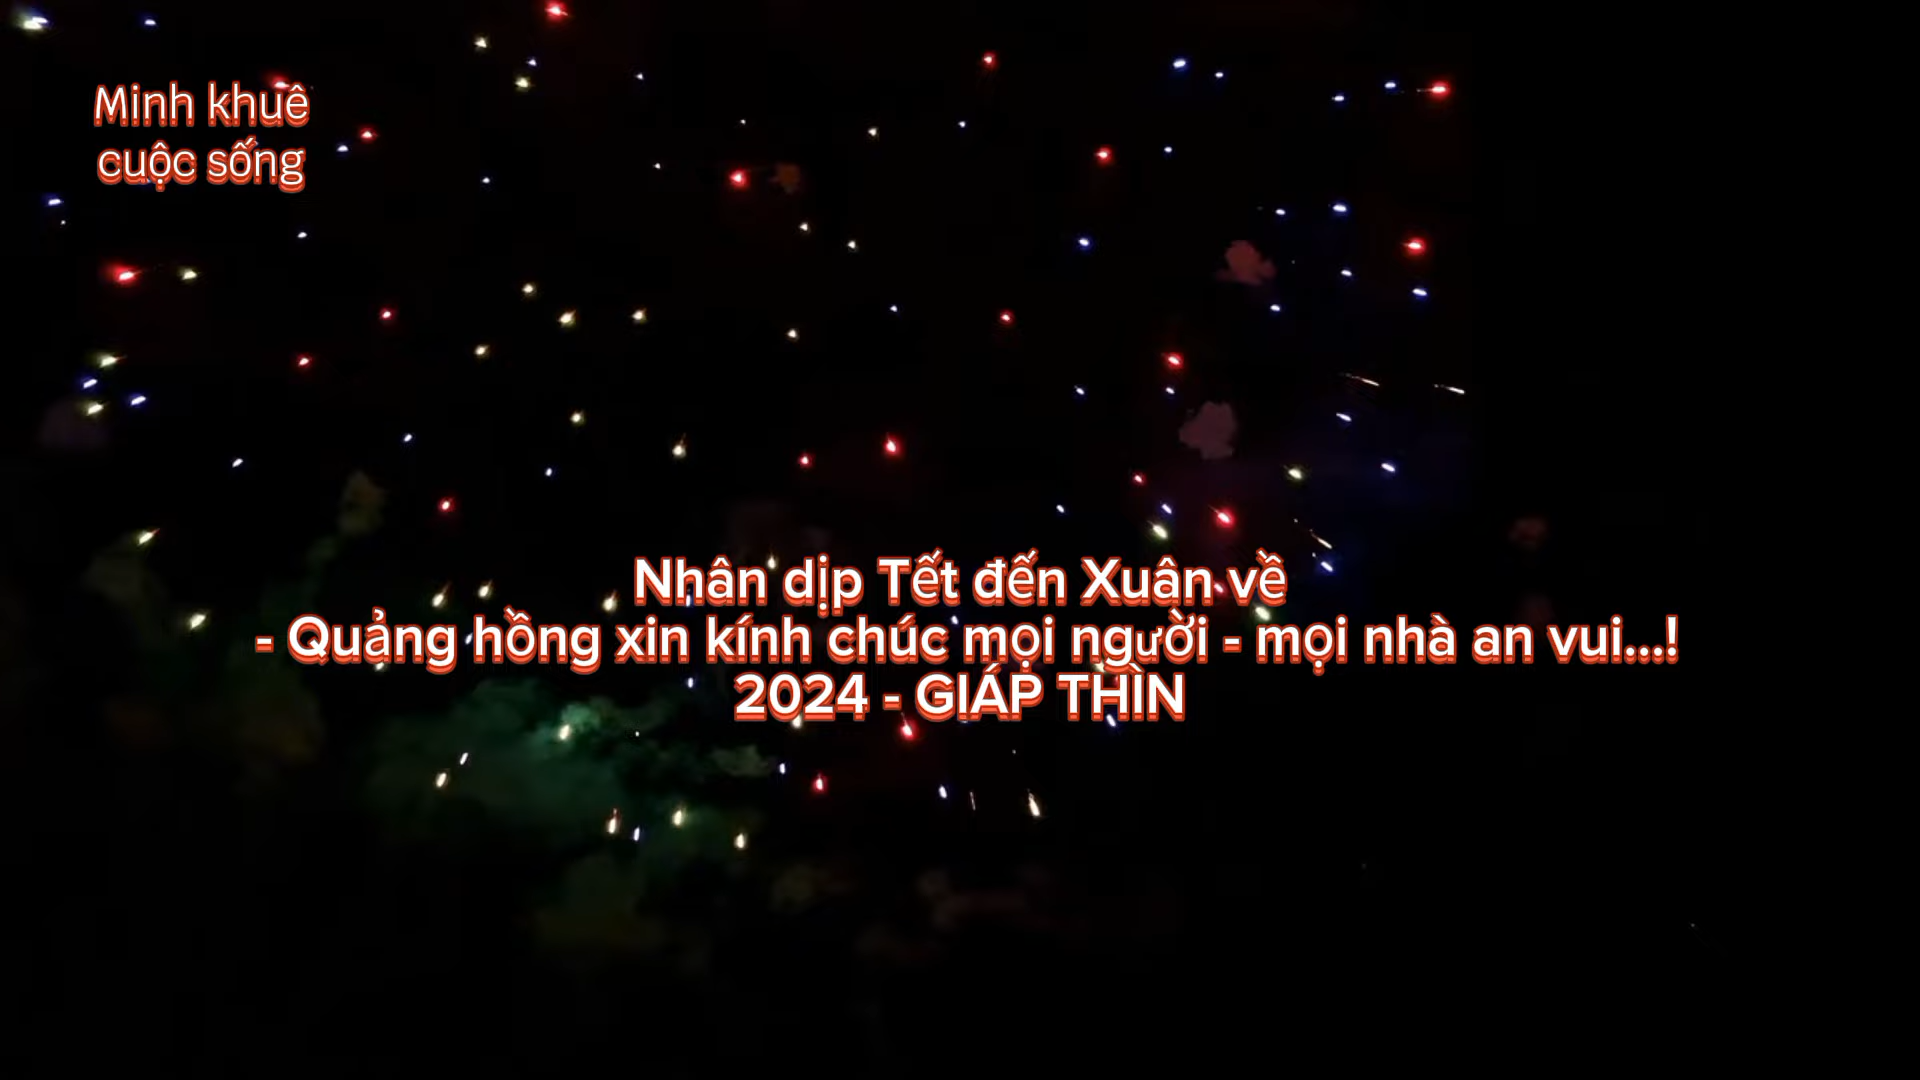 Minh khuê
cuộc sống
Nhân dịp Tết đến Xuân về
- Quảng hồng xin kính chúc mọi người - mọi nhà an vui...!
2024 - GIÁP THÌN